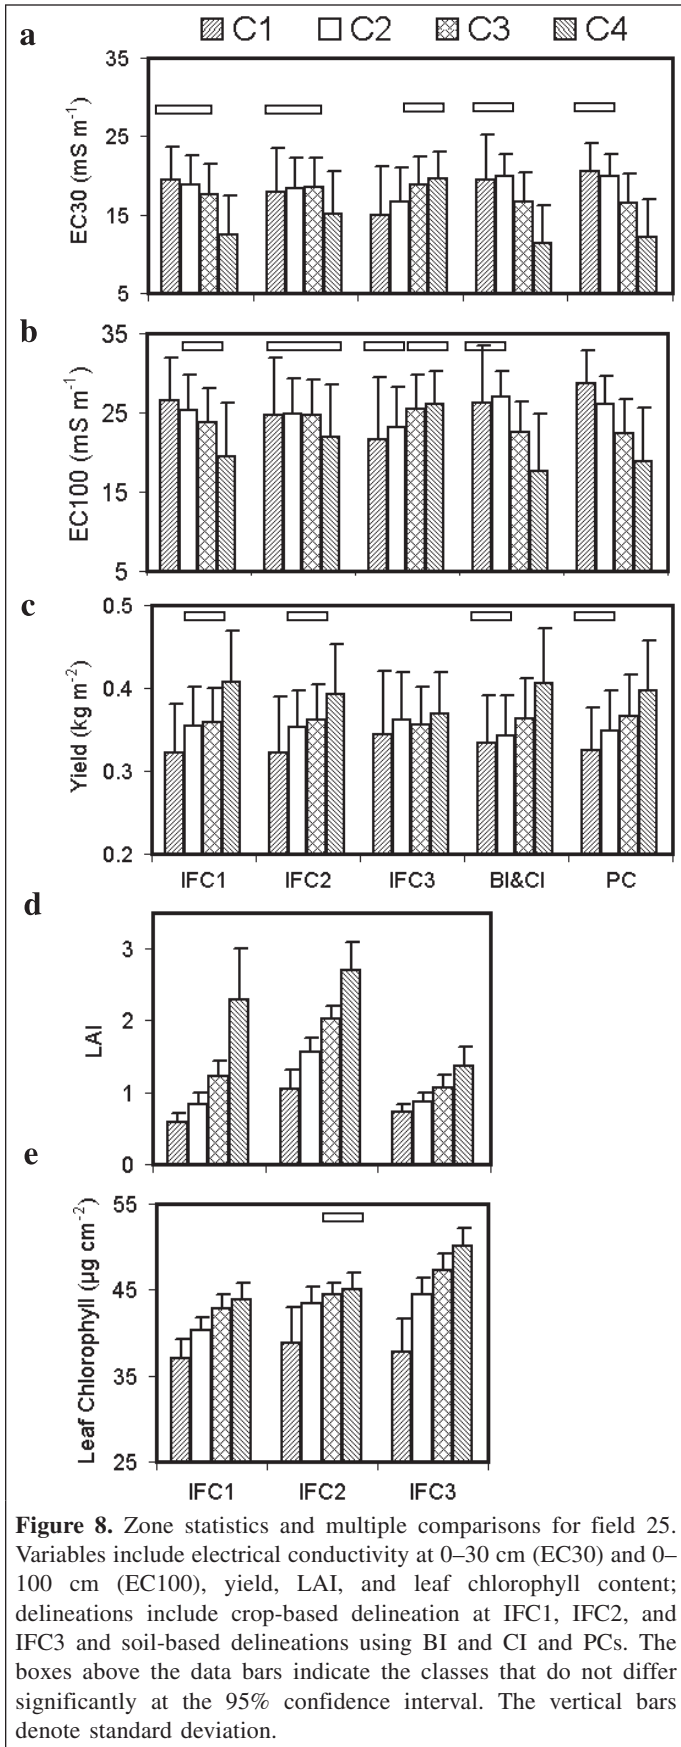 a
C1 C2 C3 C4
35
25
15
5
EC30 (mS m⁻¹)
b
35
25
15
5
EC100 (mS m⁻¹)
c
0.5
0.4
0.3
0.2
Yield (kg m⁻²)
IFC1 IFC2 IFC3 BI&CI PC
d
3
2
1
0
LAI
e
55
45
35
25
Leaf Chlorophyll (µg cm⁻²)
IFC1 IFC2 IFC3
Figure 8. Zone statistics and multiple comparisons for field 25.
Variables include electrical conductivity at 0–30 cm (EC30) and 0–
100 cm (EC100), yield, LAI, and leaf chlorophyll content;
delineations include crop-based delineation at IFC1, IFC2, and
IFC3 and soil-based delineations using BI and CI and PCs. The
boxes above the data bars indicate the classes that do not differ
significantly at the 95% confidence interval. The vertical bars
denote standard deviation.